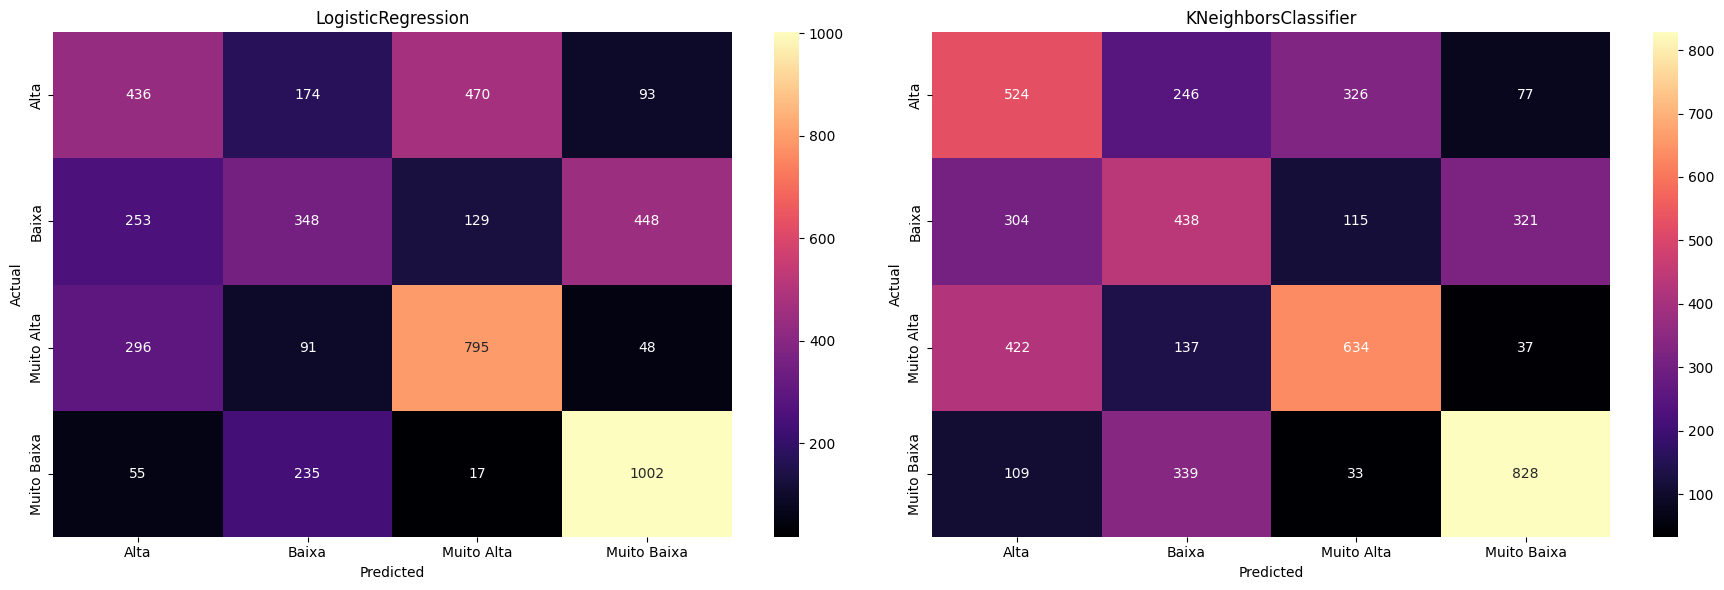 LogisticRegression
Actual
Alta
436 174 470 93
Baixa
253 348 129 448
Muito Alta
296 91 795 48
Muito Baixa
55 235 17 1002
Alta Baixa Muito Alta Muito Baixa
Predicted
1000
800
600
400
200
KNeighborsClassifier
Actual
Alta
524 246 326 77
Baixa
304 438 115 321
Muito Alta
422 137 634 37
Muito Baixa
109 339 33 828
Alta Baixa Muito Alta Muito Baixa
Predicted
800
700
600
500
400
300
200
100